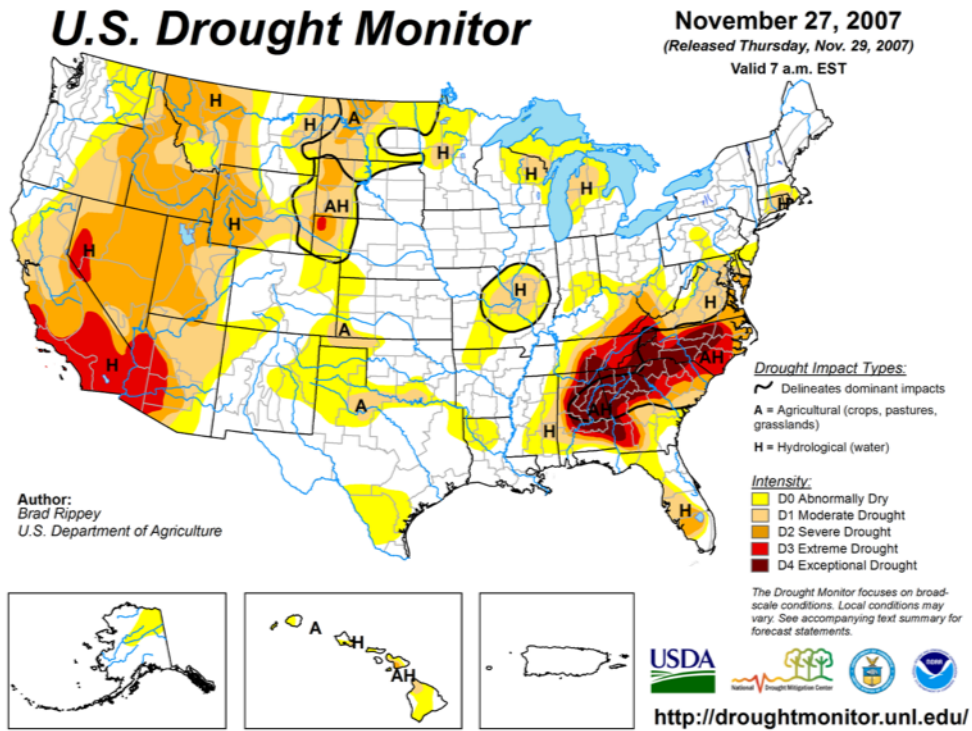 U.S. Drought Monitor
November 27, 2007
(Released Thursday, Nov. 29, 2007)
Valid 7 a.m. EST
H
H
A
H
H
H
AH
H
H
H
H
H
H
A
H
AH
A
AH
H
H
Drought Impact Types:
Delineates dominant impacts
A = Agricultural (crops, pastures,
grasslands)
H = Hydrological (water)
Intensity:
D0 Abnormally Dry
D1 Moderate Drought
D2 Severe Drought
D3 Extreme Drought
D4 Exceptional Drought
Author:
Brad Rippey
U.S. Department of Agriculture
The Drought Monitor focuses on broad-
scale conditions. Local conditions may
vary. See accompanying text summary for
forecast statements.
A
H
AH
USDA
National Drought Mitigation Center
NOAA
http://droughtmonitor.unl.edu/